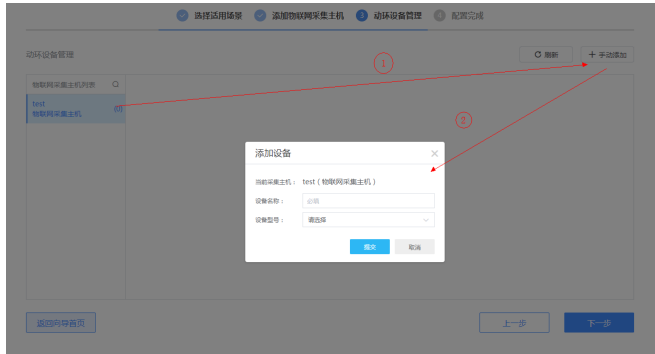 选择适用场景 添加物联网采集主机 3 动环设备管理 4 配置完成
动环设备管理 刷新 手动添加
①
物联网采集主机列表
test (0)
物联网采集主机
②
添加设备
当前采集主机： test ( 物联网采集主机 )
设备名称： 必填
设备型号： 请选择
提交 取消
返回向导首页 上一步 下一步